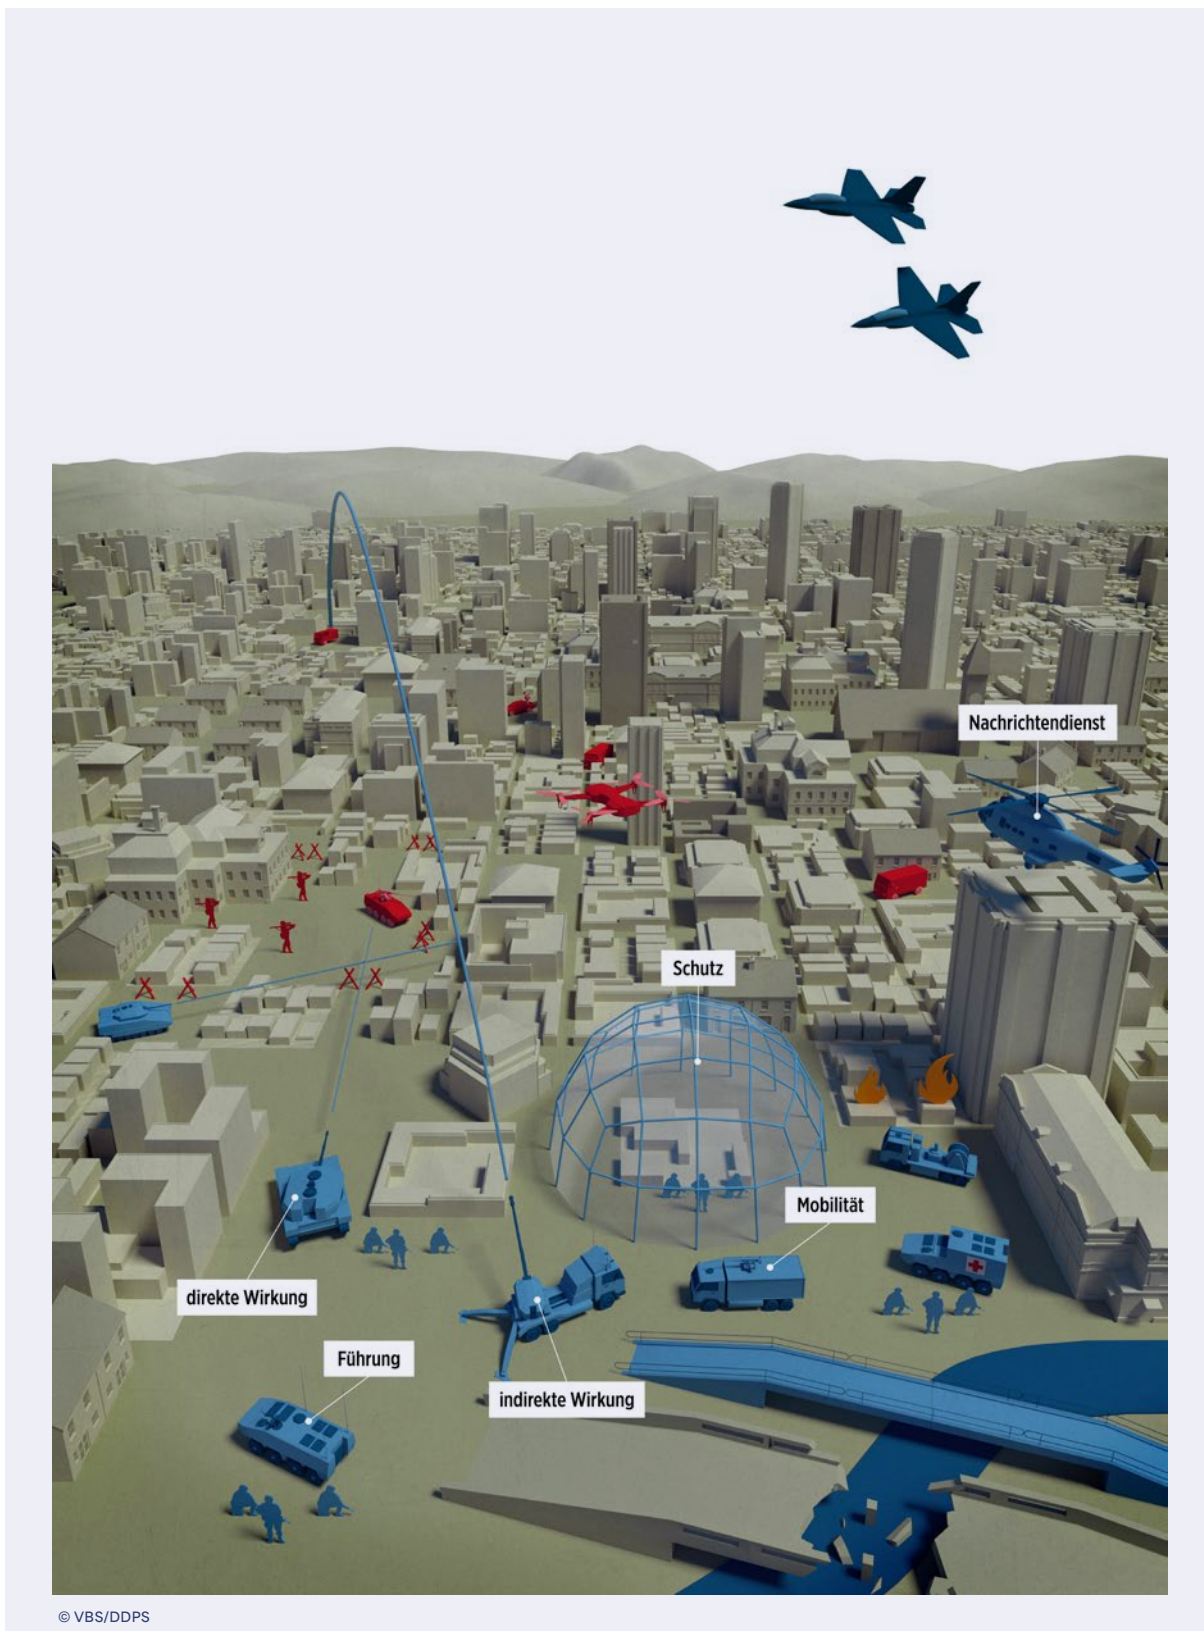 Nachrichtendienst
Schutz
Mobilität
direkte Wirkung
Führung
indirekte Wirkung
H
© VBS/DDPS